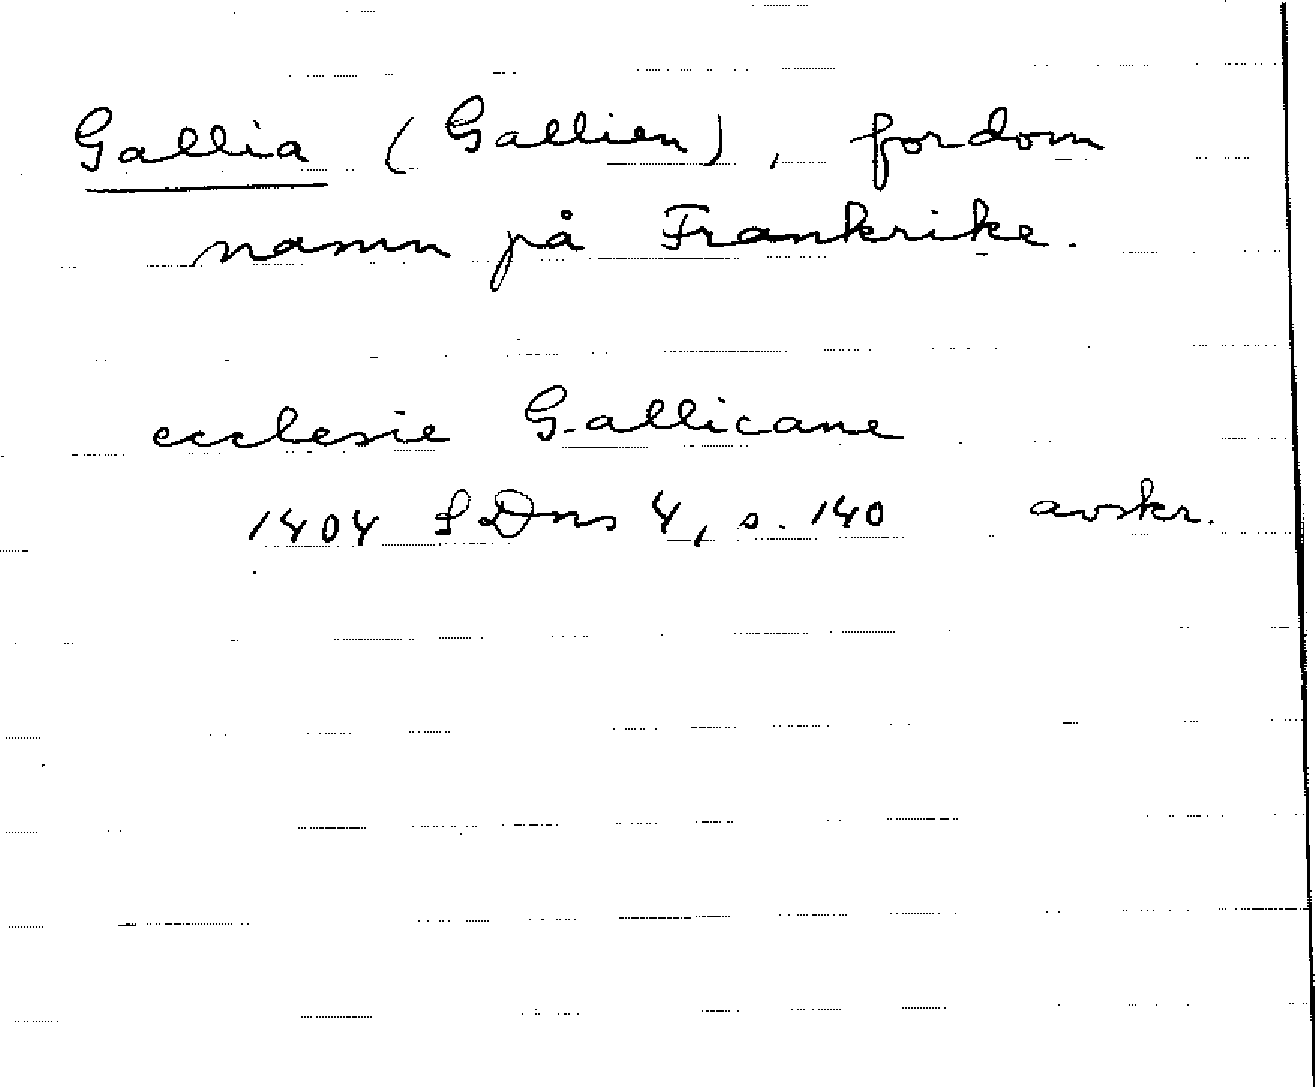 Gallia (Gallien), fordom
namn på Frankrike.
ecclesie Gallicane
1404 SDns 4, s. 140 avskr.